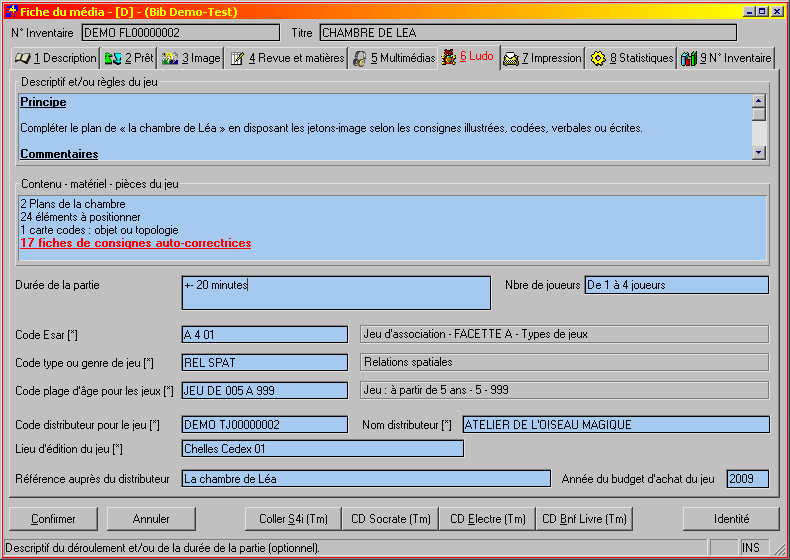 Fiche du média - [D] - (Bib Demo-Test)
N° Inventaire DEMO FL00000002 Titre CHAMBRE DE LEA
1 Description 2 Prêt 3 Image 4 Revue et matières 5 Multimédias 6 Ludo 7 Impression 8 Statistiques 9 N° Inventaire
Descriptif et/ou règles du jeu
Principe
Compléter le plan de « la chambre de Léa » en disposant les jetons-image selon les consignes illustrées, codées, verbales ou écrites.
Commentaires
Contenu - matériel - pièces du jeu
2 Plans de la chambre
24 éléments à positionner
1 carte codes : objet ou topologie
17 fiches de consignes auto-correctrices
Durée de la partie +- 20 minutes Nbre de joueurs De 1 à 4 joueurs
Code Esar [*] A 4 01 Jeu d'association - FACETTE A - Types de jeux
Code type ou genre de jeu [*] REL SPAT Relations spatiales
Code plage d'âge pour les jeux [*] JEU DE 005 A 999 Jeu : à partir de 5 ans - 5 - 999
Code distributeur pour le jeu [*] DEMO TJ00000002 Nom distributeur [*] ATELIER DE L'OISEAU MAGIQUE
Lieu d'édition du jeu [*] Chelles Cedex 01
Référence auprès du distributeur La chambre de Léa Année du budget d'achat du jeu 2009
Confirmer Annuler Coller S4i (Tm) CD Socrate (Tm) CD Electre (Tm) CD Bnf Livre (Tm) Identité
Descriptif du déroulement et/ou de la durée de la partie (optionnel). INS